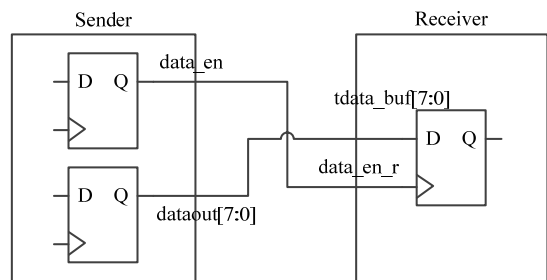 Sender
Receiver
data_en
D Q
tdata_buf[7:0]
D Q
data_en_r
D Q
dataout[7:0]